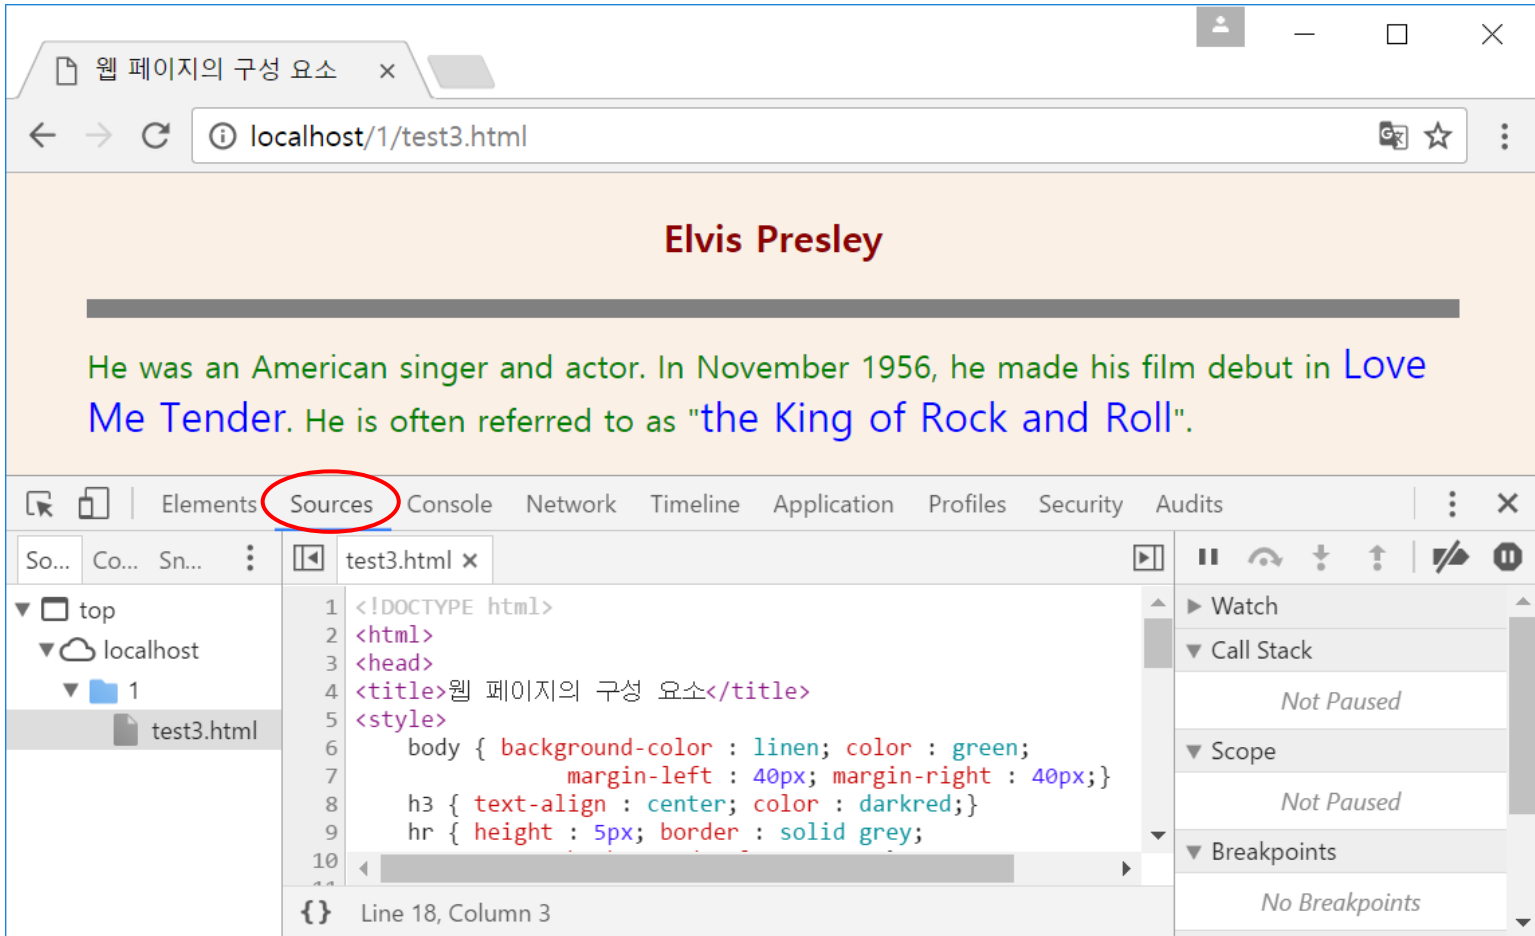 웹 페이지의 구성 요소
localhost/1/test3.html
Elvis Presley
He was an American singer and actor. In November 1956, he made his film debut in Love
Me Tender. He is often referred to as "the King of Rock and Roll".
Elements Sources Console Network Timeline Application Profiles Security Audits
So... Co... Sn...
test3.html
top
localhost
1
test3.html
1 <!DOCTYPE html>
2 <html>
3 <head>
4 <title>웹 페이지의 구성 요소</title>
5 <style>
6 body { background-color : linen; color : green;
7 margin-left : 40px; margin-right : 40px;}
8 h3 { text-align : center; color : darkred;}
9 hr { height : 5px; border : solid grey;
10
{} Line 18, Column 3
Watch
Call Stack
Not Paused
Scope
Not Paused
Breakpoints
No Breakpoints